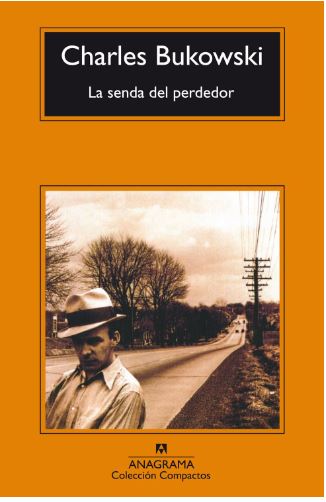 Charles Bukowski
La senda del perdedor
ANAGRAMA
Colección Compactos